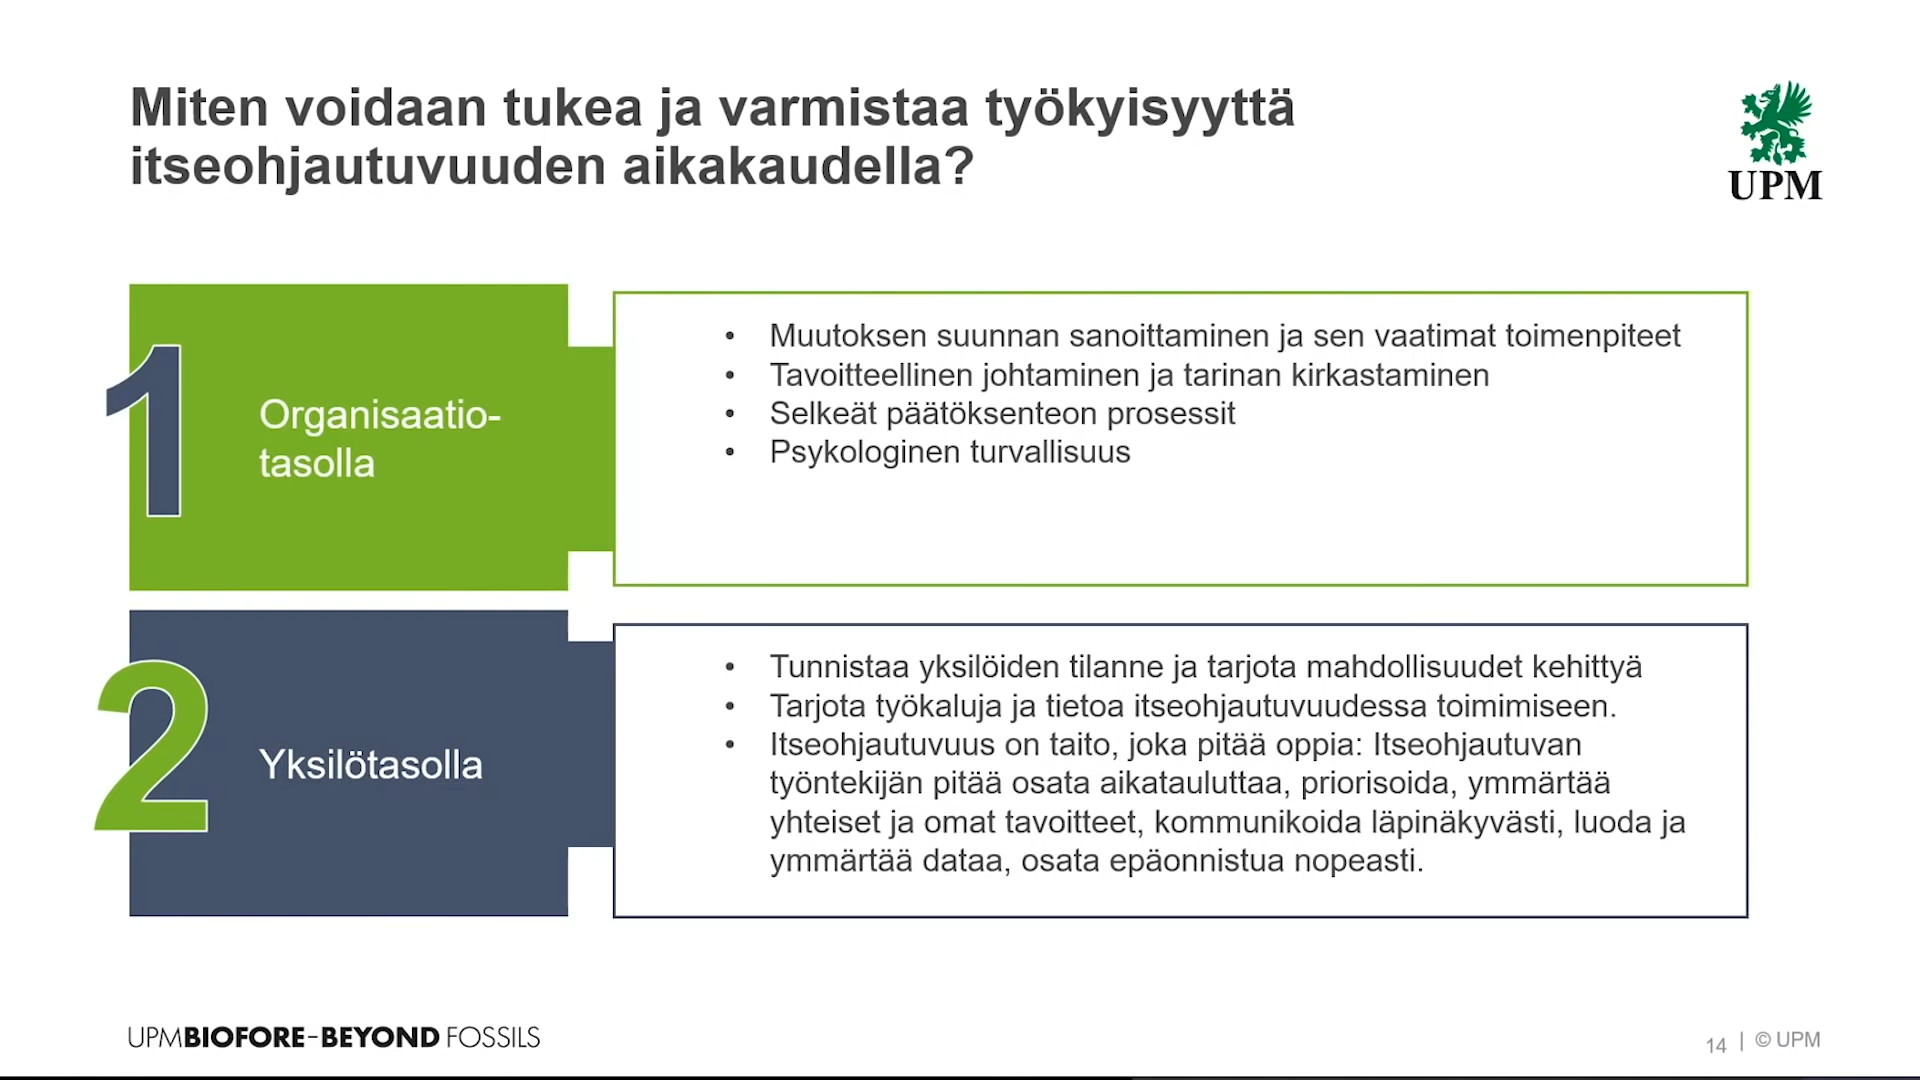 Miten voidaan tukea ja varmistaa työkyisyyttä
itseohjautuvuuden aikakaudella?
UPM
1
Organisaatio-
tasolla
• Muutoksen suunnan sanoittaminen ja sen vaatimat toimenpiteet
• Tavoitteellinen johtaminen ja tarinan kirkastaminen
• Selkeät päätöksenteon prosessit
• Psykologinen turvallisuus
2
Yksilötasolla
• Tunnistaa yksilöiden tilanne ja tarjota mahdollisuudet kehittyä
• Tarjota työkaluja ja tietoa itseohjautuvuudessa toimimiseen.
• Itseohjautuvuus on taito, joka pitää oppia: Itseohjautuvan
työntekijän pitää osata aikatauluttaa, priorisoida, ymmärtää
yhteiset ja omat tavoitteet, kommunikoida läpinäkyvästi, luoda ja
ymmärtää dataa, osata epäonnistua nopeasti.
UPMBIOFORE–BEYOND FOSSILS
14 | © UPM